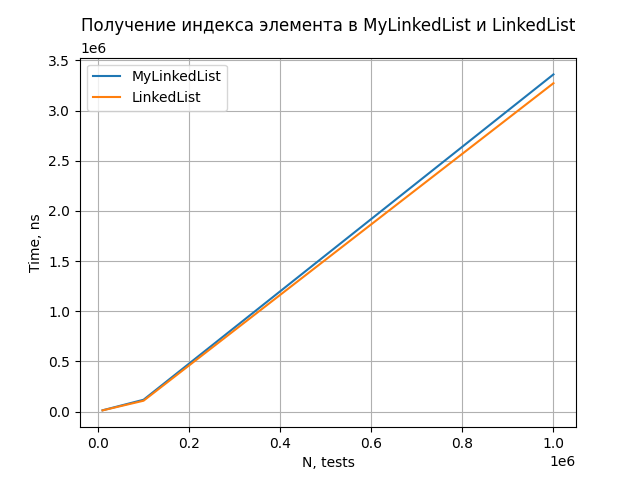 Получение индекса элемента в MyLinkedList и LinkedList
1e6
3.5
3.0
2.5
2.0
1.5
1.0
0.5
0.0
Time, ns
MyLinkedList
LinkedList
0.0 0.2 0.4 0.6 0.8 1.0
1e6
N, tests